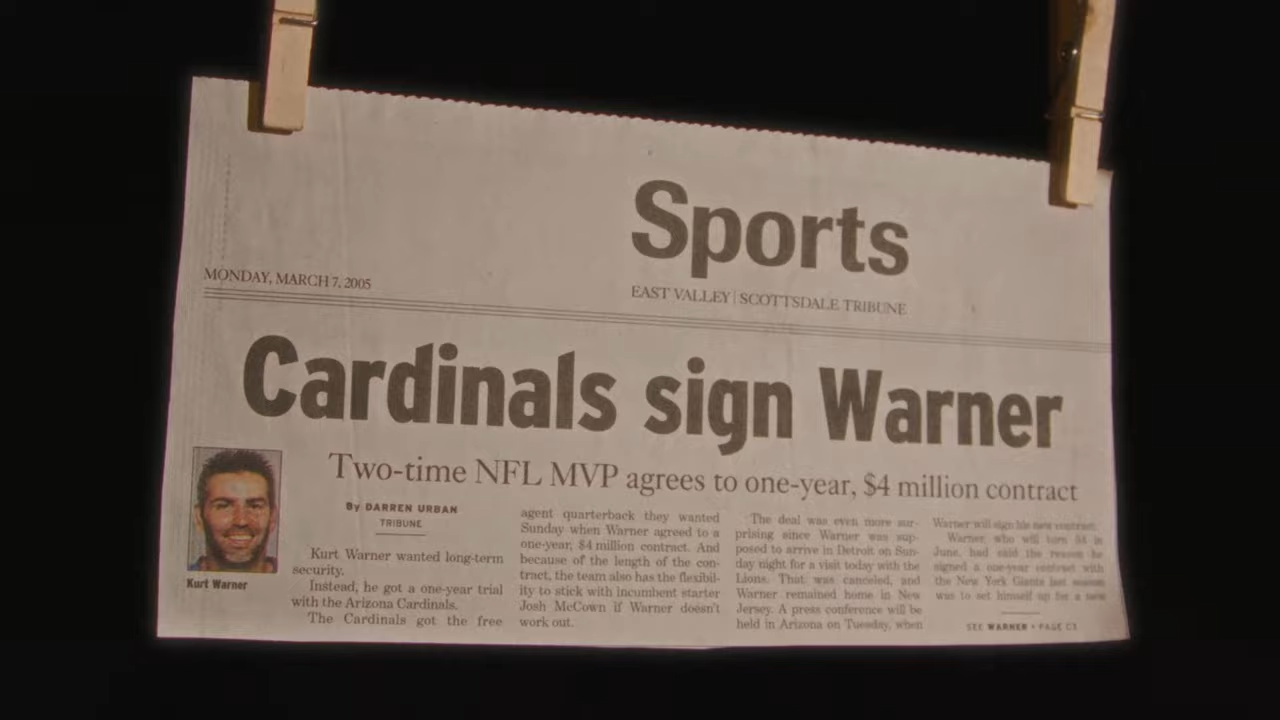 Sports
MONDAY, MARCH 7, 2005
EAST VALLEY | SCOTTSDALE TRIBUNE
Cardinals sign Warner
Two-time NFL MVP agrees to one-year, $4 million contract
Kurt Warner
By DARREN URBAN
TRIBUNE
Kurt Warner wanted long-term
security.
Instead, he got a one-year trial
with the Arizona Cardinals.
The Cardinals got the free
agent quarterback they wanted
Sunday when Warner agreed to a
one-year, $4 million contract. And
because of the length of the con-
tract, the team also has the flexibil-
ity to stick with incumbent starter
Josh McCown if Warner doesn't
work out.
The deal was even more sur-
prising since Warner was sup-
posed to arrive in Detroit on Sun-
day night for a visit today with the
Lions. That was canceled, and
Warner remained home in New
Jersey. A press conference will be
held in Arizona on Tuesday, when
Warner will sign his new contract.
Warner, who will turn 34 in
June, had said the reason he
signed a one-year contract with
the New York Giants last season
was to set himself up for a new
SEE WARNER • PAGE C3